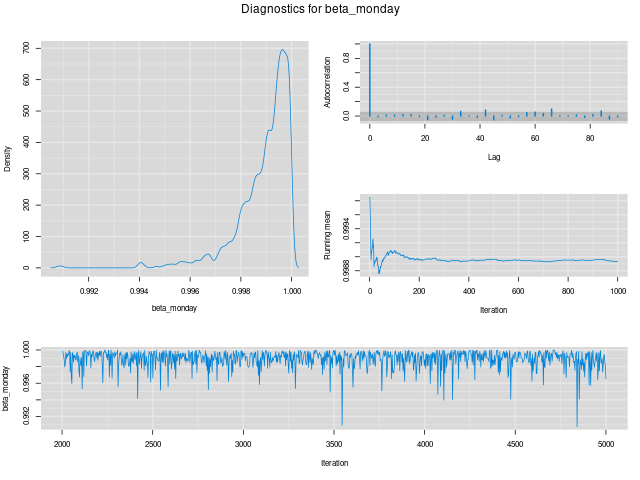 Diagnostics for beta_monday
Density
0 100 200 300 400 500 600 700
0.992 0.994 0.996 0.998 1.000
beta_monday
Autocorrelation
0.0 0.4 0.8
0 20 40 60 80
Lag
Running mean
0.9988 0.9994
0 200 400 600 800 1000
Iteration
beta_monday
0.992 0.996 1.000
2000 2500 3000 3500 4000 4500 5000
Iteration